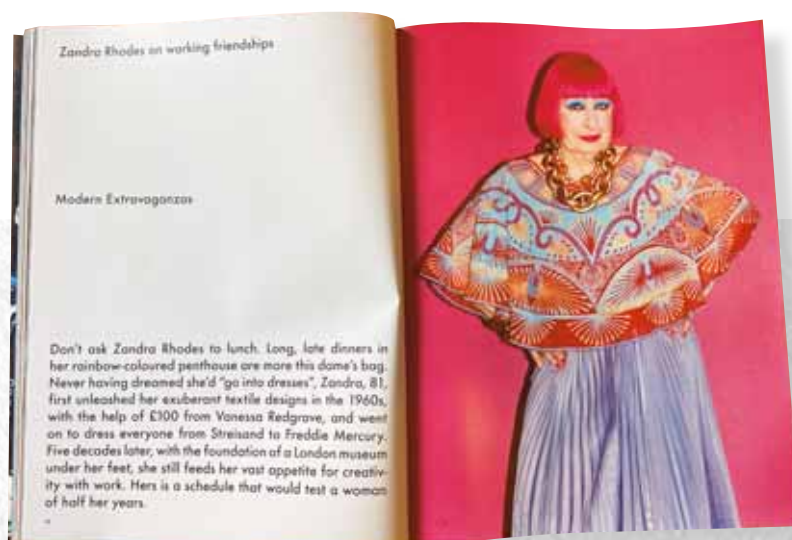 Zandra Rhodes on working friendships
Modern Extravaganzas
Don't ask Zandra Rhodes to lunch. Long, late dinners in
her rainbow-coloured penthouse are more this dame's bag.
Never having dreamed she'd "go into dresses", Zandra, 81,
first unleashed her exuberant textile designs in the 1960s,
with the help of £100 from Vanessa Redgrave, and went
on to dress everyone from Streisand to Freddie Mercury.
Five decades later, with the foundation of a London museum
under her feet, she still feeds her vast appetite for creativ-
ity with work. Hers is a schedule that would test a woman
of half her years.